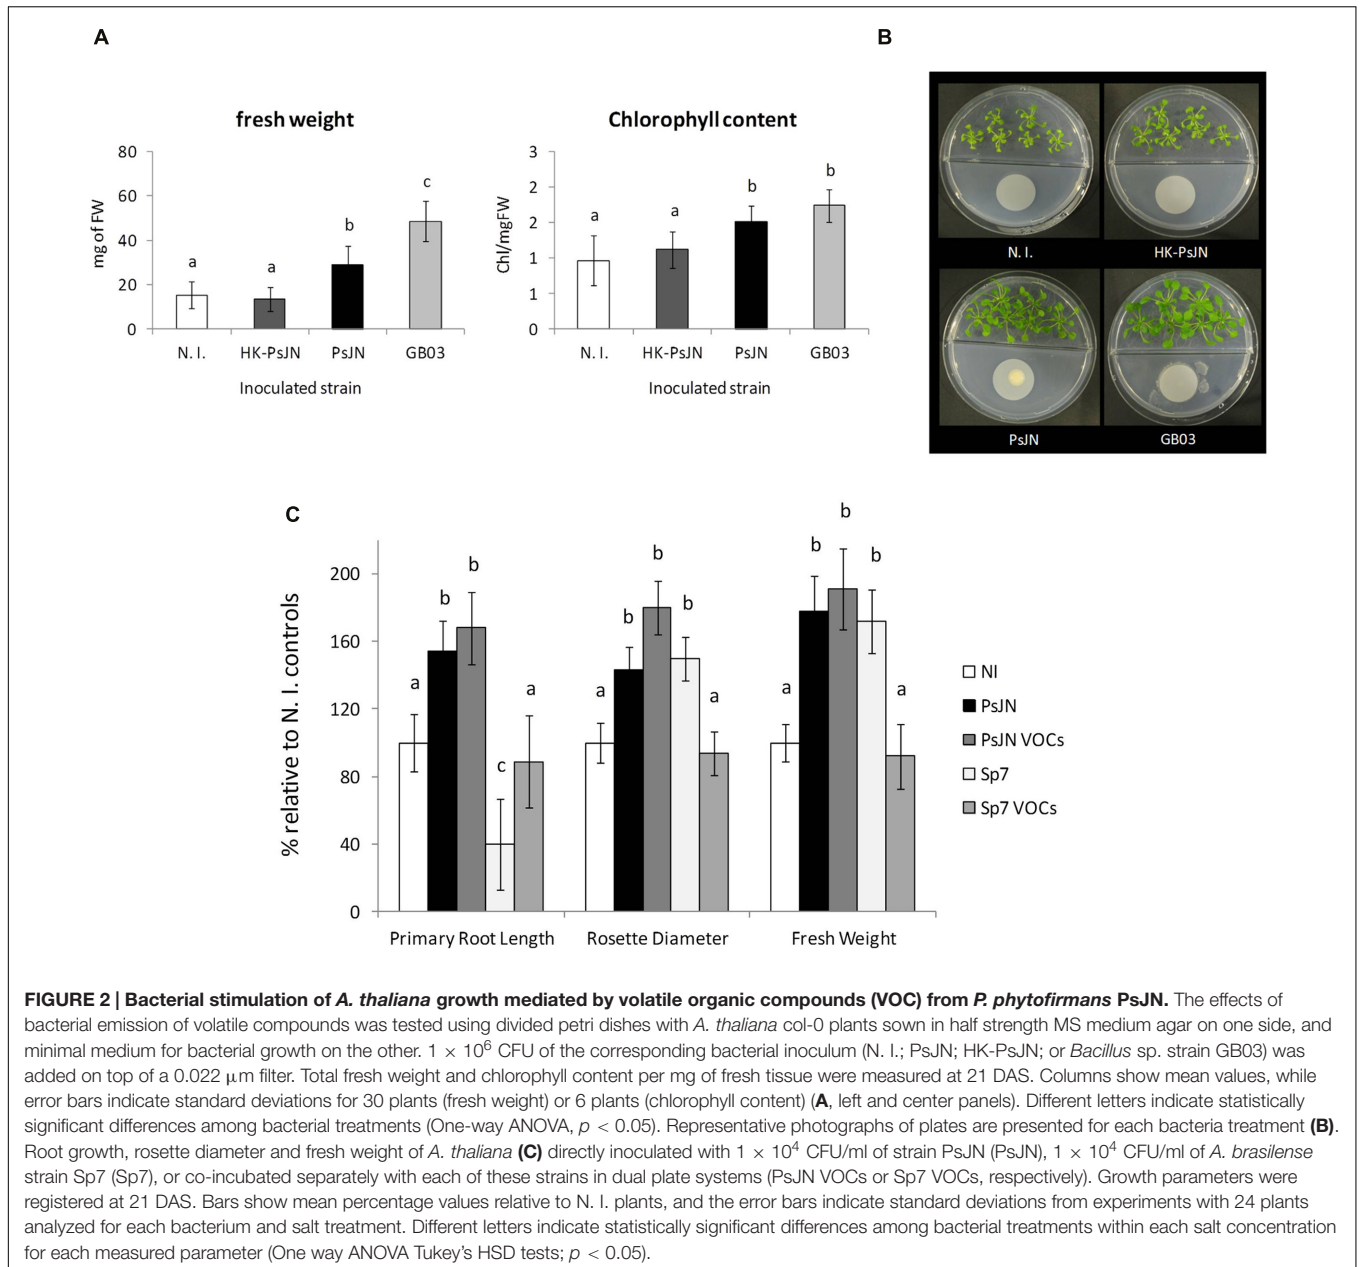 A
B
fresh weight
80
60
40
20
0
mg of FW
a
a
b
c
N. I.
HK-PsJN
PsJN
GB03
Inoculated strain
Chlorophyll content
3
2
2
1
1
0
Chl/mgFW
a
a
b
b
N. I.
HK-PsJN
PsJN
GB03
Inoculated strain
N. I.
HK-PsJN
PsJN
GB03
C
% relative to N. I. controls
200
160
120
80
40
0
a
b
b
c
a
a
b
b
b
a
a
b
b
b
a
Primary Root Length
Rosette Diameter
Fresh Weight
NI
PsJN
PsJN VOCs
Sp7
Sp7 VOCs
FIGURE 2 | Bacterial stimulation of A. thaliana growth mediated by volatile organic compounds (VOC) from P. phytofirmans PsJN. The effects of
bacterial emission of volatile compounds was tested using divided petri dishes with A. thaliana col-0 plants sown in half strength MS medium agar on one side, and
minimal medium for bacterial growth on the other. 1 × 10⁶ CFU of the corresponding bacterial inoculum (N. I.; PsJN; HK-PsJN; or Bacillus sp. strain GB03) was
added on top of a 0.022 μm filter. Total fresh weight and chlorophyll content per mg of fresh tissue were measured at 21 DAS. Columns show mean values, while
error bars indicate standard deviations for 30 plants (fresh weight) or 6 plants (chlorophyll content) (A, left and center panels). Different letters indicate statistically
significant differences among bacterial treatments (One-way ANOVA, p < 0.05). Representative photographs of plates are presented for each bacteria treatment (B).
Root growth, rosette diameter and fresh weight of A. thaliana (C) directly inoculated with 1 × 10⁴ CFU/ml of strain PsJN (PsJN), 1 × 10⁴ CFU/ml of A. brasilense
strain Sp7 (Sp7), or co-incubated separately with each of these strains in dual plate systems (PsJN VOCs or Sp7 VOCs, respectively). Growth parameters were
registered at 21 DAS. Bars show mean percentage values relative to N. I. plants, and the error bars indicate standard deviations from experiments with 24 plants
analyzed for each bacterium and salt treatment. Different letters indicate statistically significant differences among bacterial treatments within each salt concentration
for each measured parameter (One way ANOVA Tukey's HSD tests; p < 0.05).